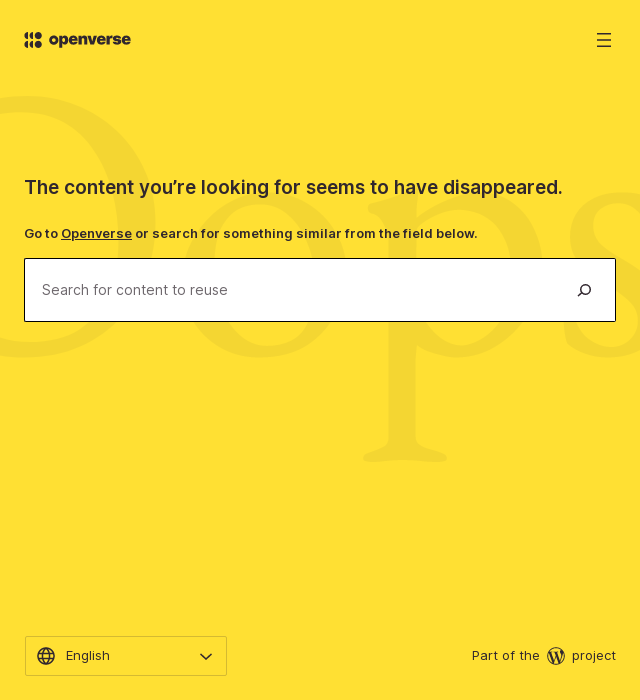 openverse
Oops
The content you’re looking for seems to have disappeared.
Go to Openverse or search for something similar from the field below.
Search for content to reuse
English
Part of the W project